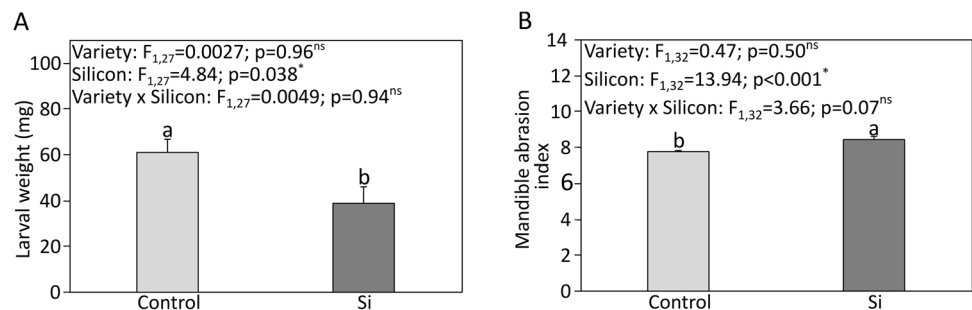 A
Variety: F1,27=0.0027; p=0.96ns
Silicon: F1,27=4.84; p=0.038*
Variety x Silicon: F1,27=0.0049; p=0.94ns
Larval weight (mg)
100
80
60
40
20
0
a
b
Control
Si
B
Variety: F1,32=0.47; p=0.50ns
Silicon: F1,32=13.94; p<0.001*
Variety x Silicon: F1,32=3.66; p=0.07ns
Mandible abrasion
index
14
12
10
8
6
4
2
0
b
a
Control
Si